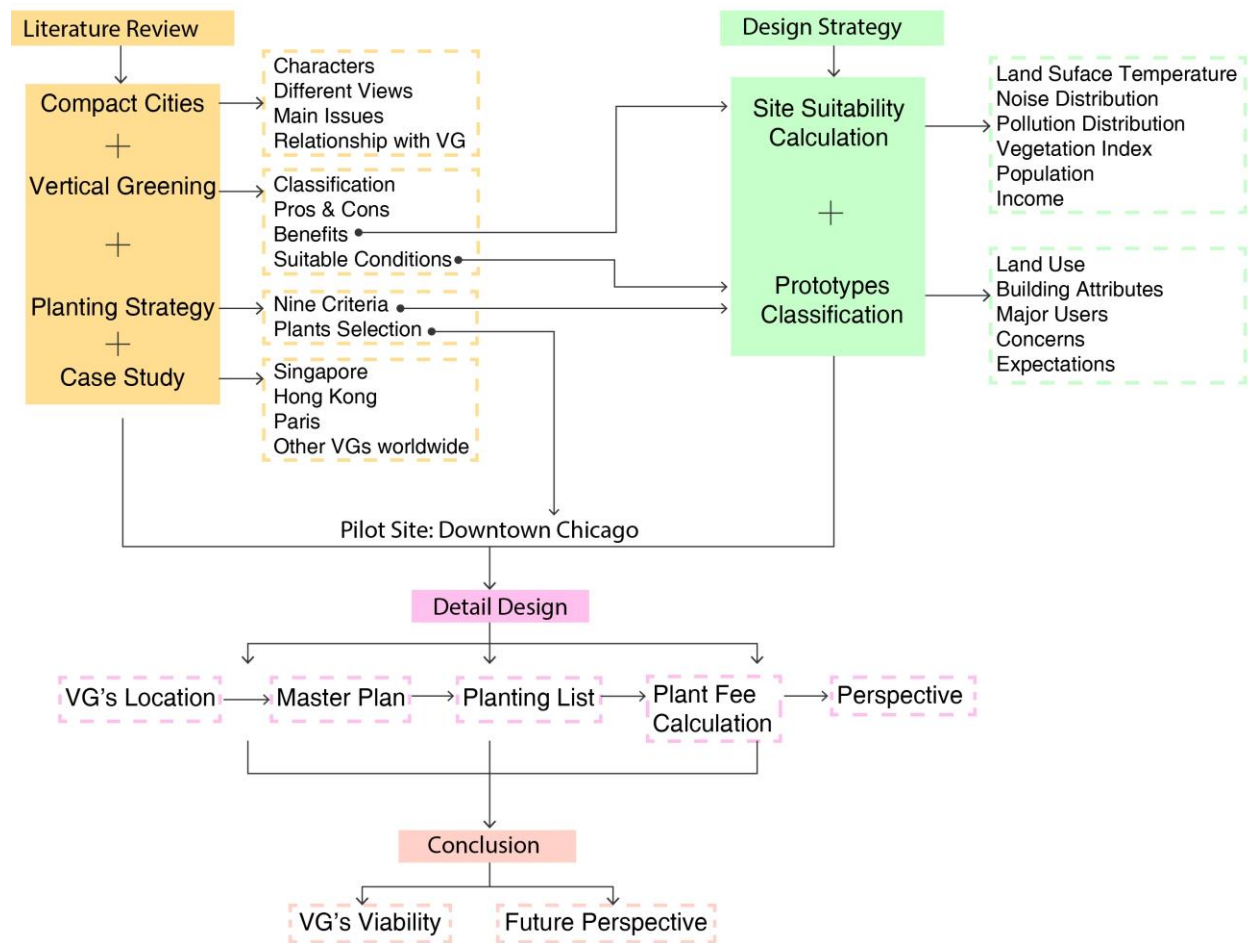 Literature Review
Compact Cities
+
Vertical Greening
+
Planting Strategy
+
Case Study
Characters
Different Views
Main Issues
Relationship with VG
Classification
Pros & Cons
Benefits
Suitable Conditions
Nine Criteria
Plants Selection
Singapore
Hong Kong
Paris
Other VGs worldwide
Design Strategy
Site Suitability
Calculation
+
Prototypes
Classification
Land Suface Temperature
Noise Distribution
Pollution Distribution
Vegetation Index
Population
Income
Land Use
Building Attributes
Major Users
Concerns
Expectations
Pilot Site: Downtown Chicago
Detail Design
VG's Location
Master Plan
Planting List
Plant Fee
Calculation
Perspective
Conclusion
VG's Viability
Future Perspective